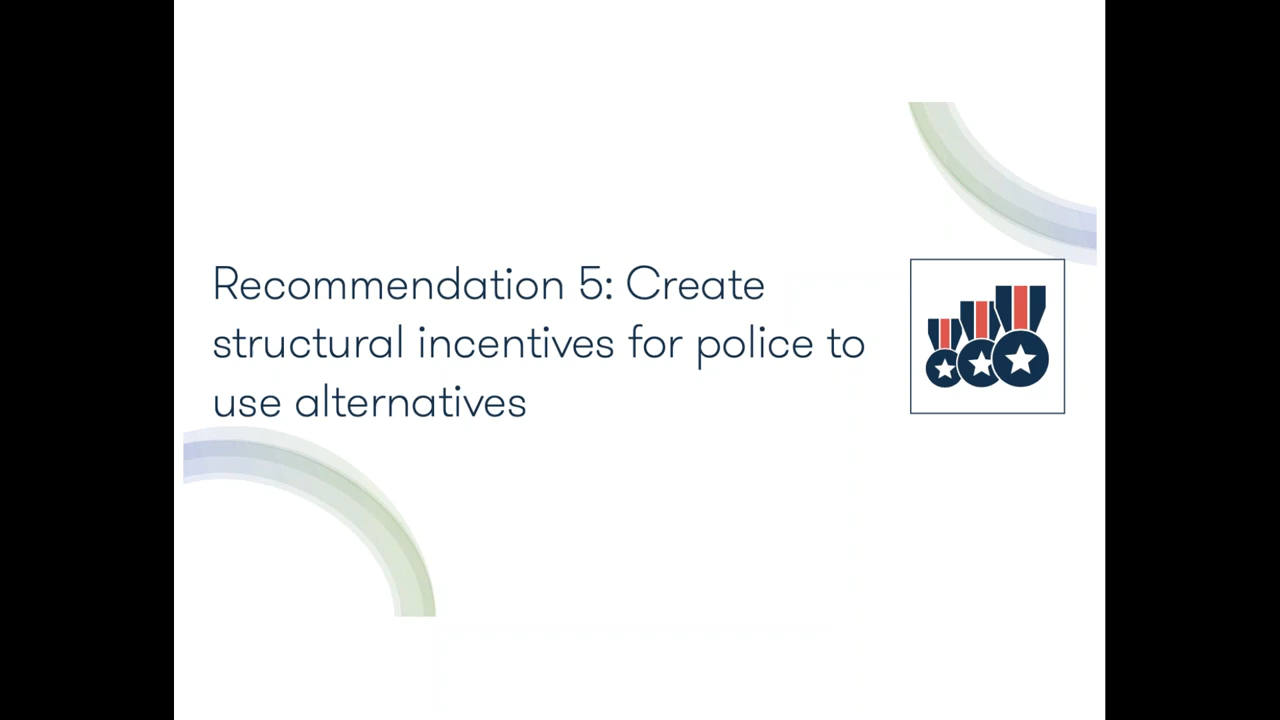 Recommendation 5: Create
structural incentives for police to
use alternatives